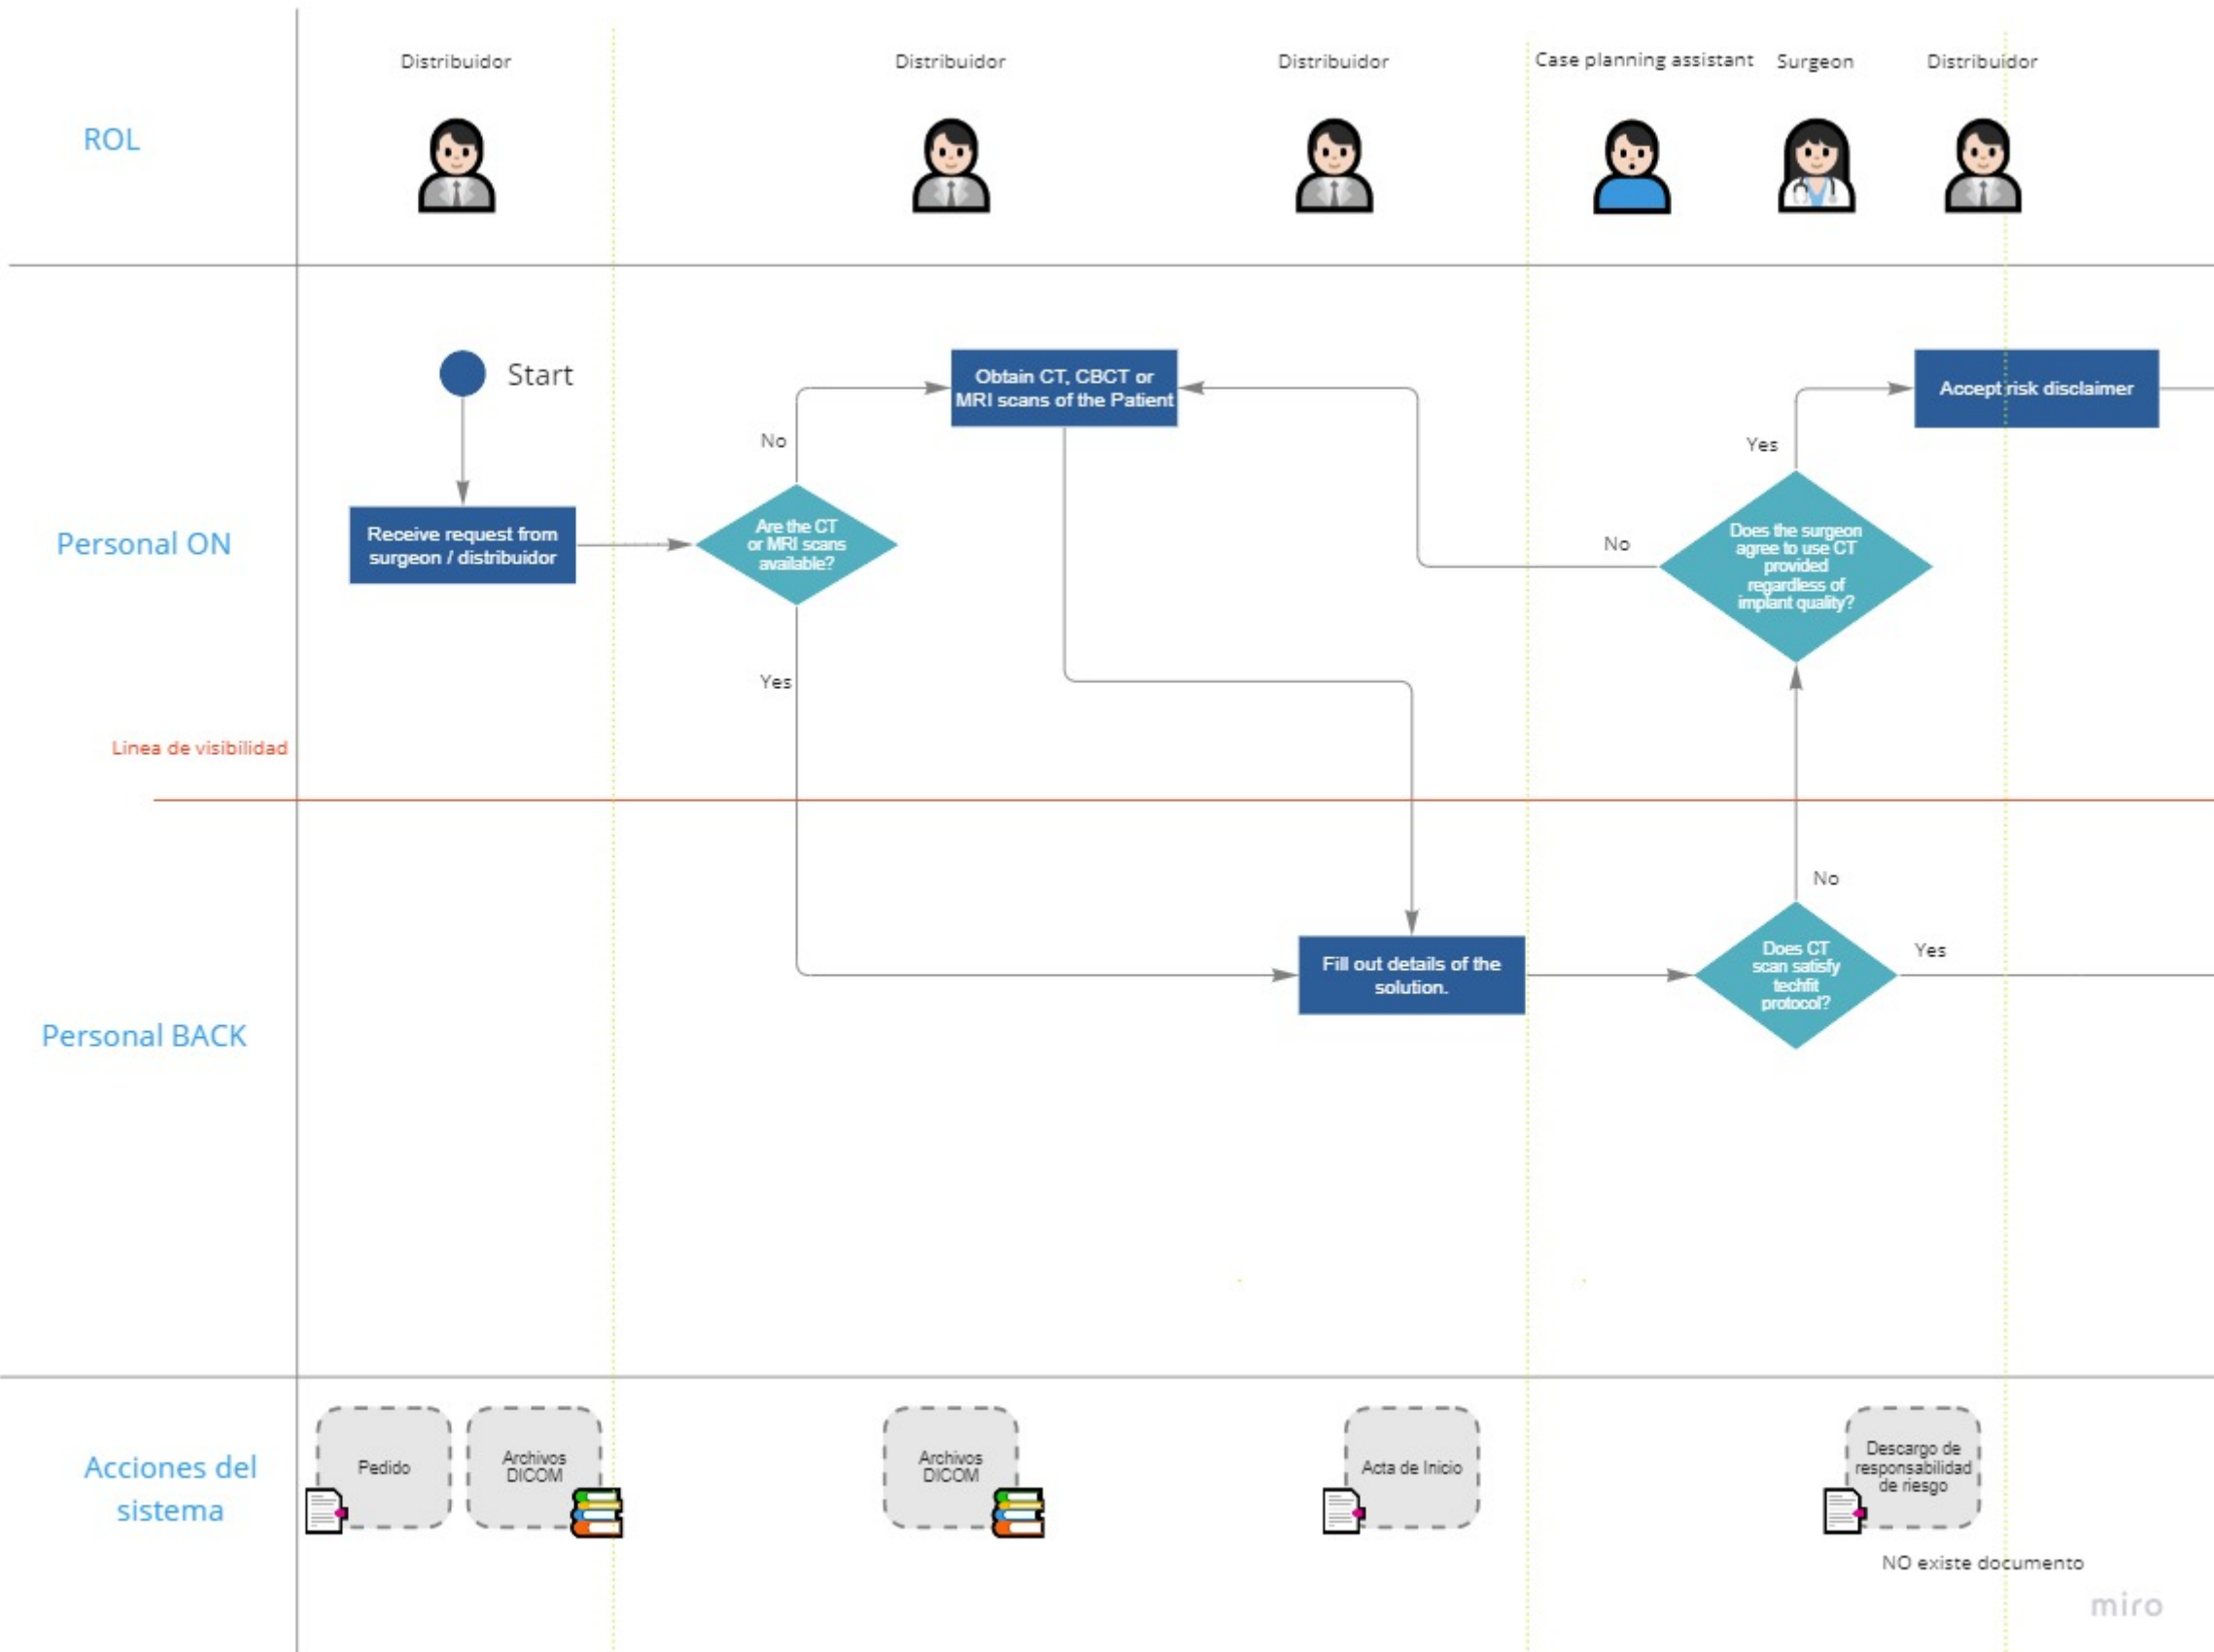 Distribuidor
Distribuidor
Distribuidor
Case planning assistant
Surgeon
Distribuidor
ROL
Start
Obtain CT, CBCT or
MRI scans of the Patient
Accept risk disclaimer
No
Yes
Personal ON
Receive request from
surgeon / distribuidor
Are the CT
or MRI scans
available?
No
Does the surgeon
agree to use CT
provided
regardless of
implant quality?
Yes
Linea de visibilidad
No
Personal BACK
Fill out details of the
solution.
Does CT
scan satisfy
techfit
protocol?
Yes
Acciones del
sistema
Pedido
Archivos
DICOM
Archivos
DICOM
Acta de Inicio
Descargo de
responsabilidad
de riesgo
NO existe documento
miro